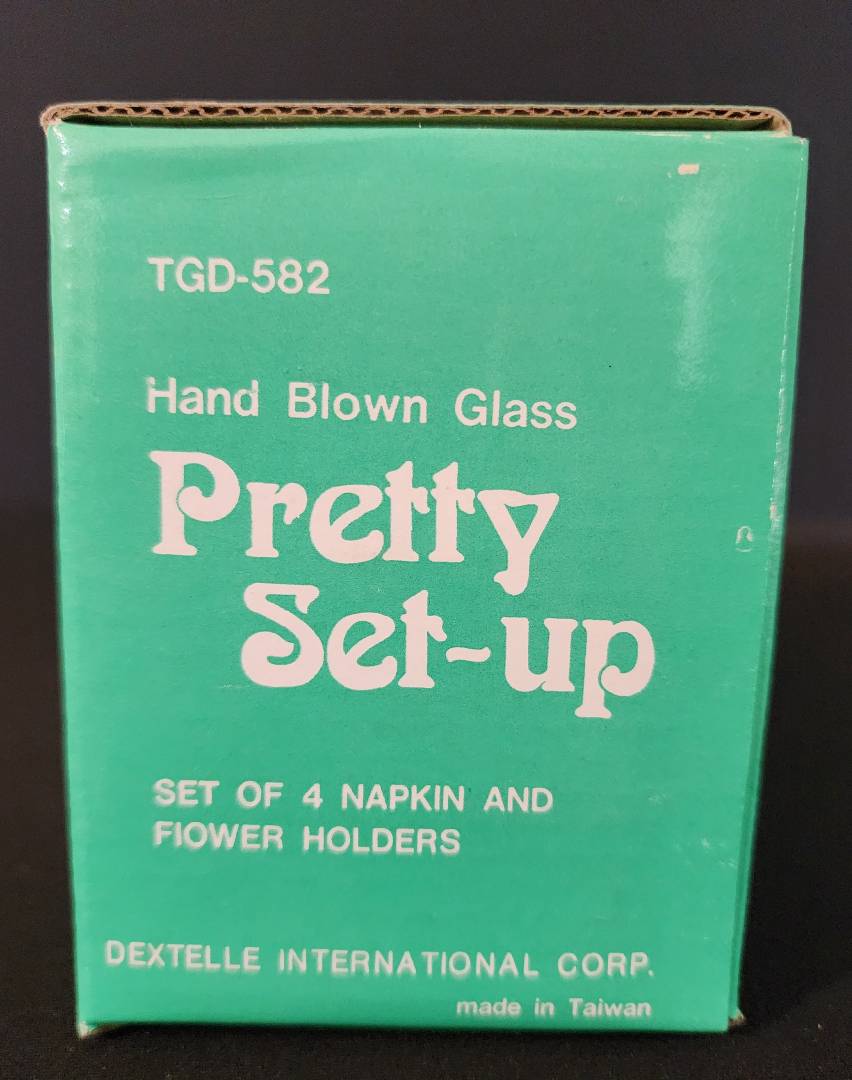 TGD-582
Hand Blown Glass
Pretty
Set-up
SET OF 4 NAPKIN AND
FlOWER HOLDERS
DEXTELLE INTERNATIONAL CORP.
made in Taiwan